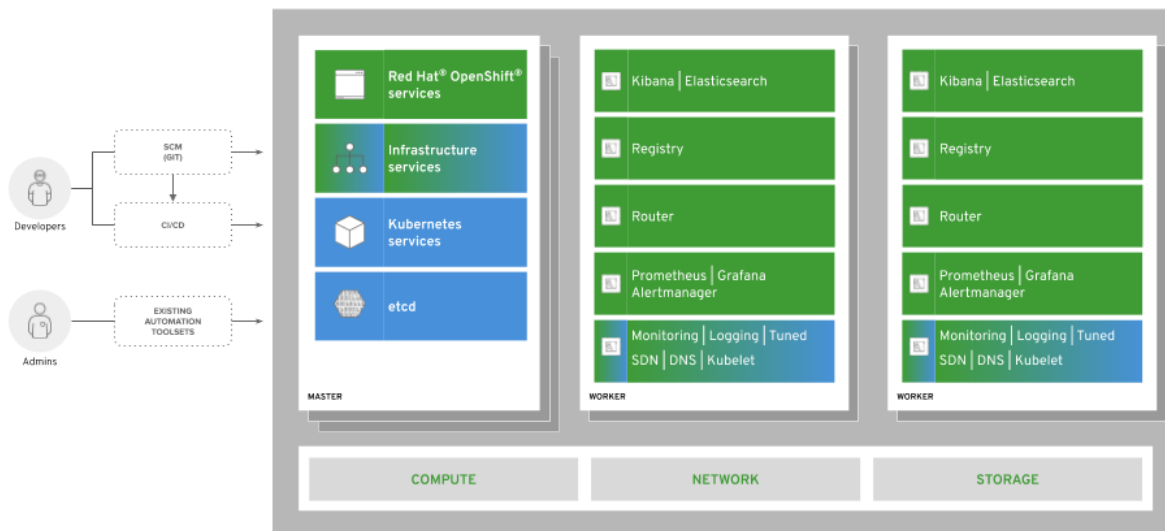 SCM
(GIT)
CI/CD
Developers
EXISTING
AUTOMATION
TOOLSETS
Admins
Red Hat® OpenShift®
services
Infrastructure
services
Kubernetes
services
etcd
MASTER
Kibana | Elasticsearch
Registry
Router
Prometheus | Grafana
Alertmanager
Monitoring | Logging | Tuned
SDN | DNS | Kubelet
WORKER
Kibana | Elasticsearch
Registry
Router
Prometheus | Grafana
Alertmanager
Monitoring | Logging | Tuned
SDN | DNS | Kubelet
WORKER
COMPUTE
NETWORK
STORAGE